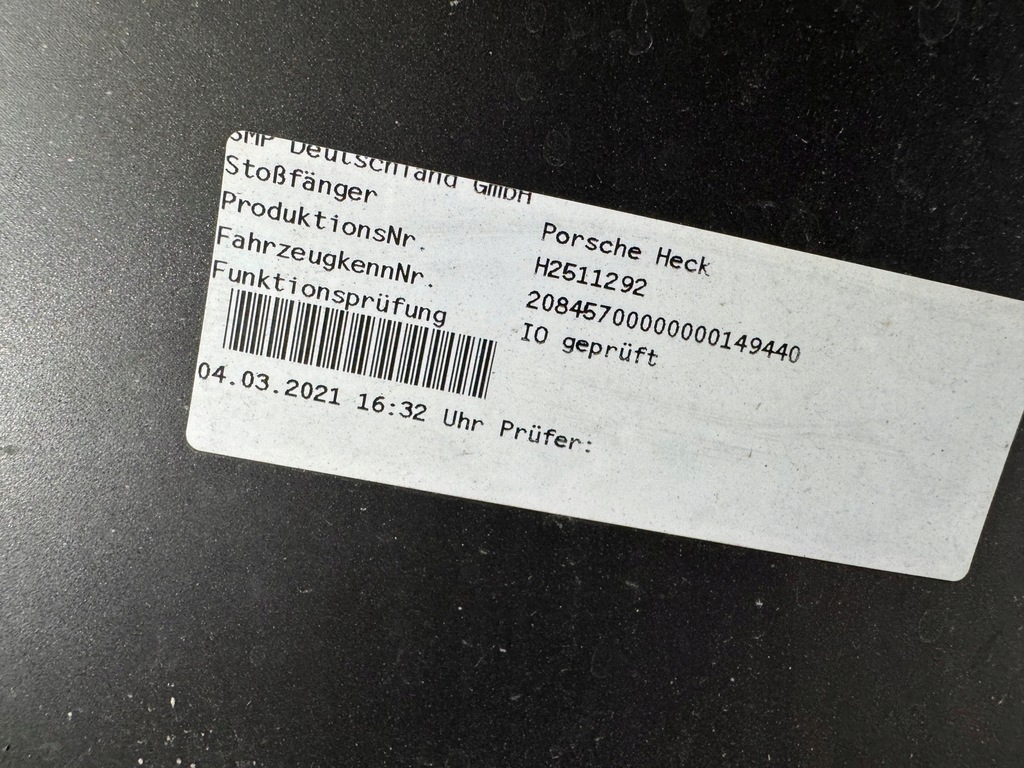 SMP Deutschland GmbH
Stoßfänger Porsche Heck
ProduktionsNr. H2511292
FahrzeugkennNr. 20845700000000149440
Funktionsprüfung IO geprüft
04.03.2021 16:32 Uhr Prüfer: